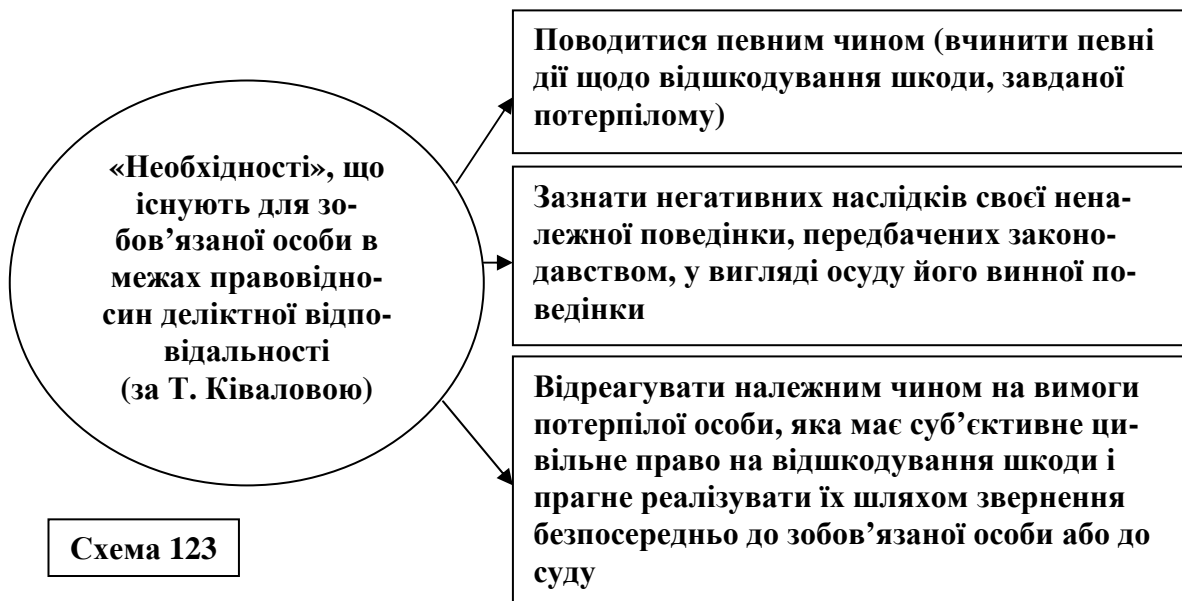 «Необхідності», що
існують для зо-
бов’язаної особи в
межах правовідно-
син деліктної відпо-
відальності
(за Т. Ківаловою)
Поводитися певним чином (вчинити певні
дії щодо відшкодування шкоди, завданої
потерпілому)
Зазнати негативних наслідків своєї нена-
лежної поведінки, передбачених законо-
давством, у вигляді осуду його винної по-
ведінки
Відреагувати належним чином на вимоги
потерпілої особи, яка має суб’єктивне ци-
вільне право на відшкодування шкоди і
прагне реалізувати їх шляхом звернення
безпосередньо до зобов’язаної особи або до
суду
Схема 123